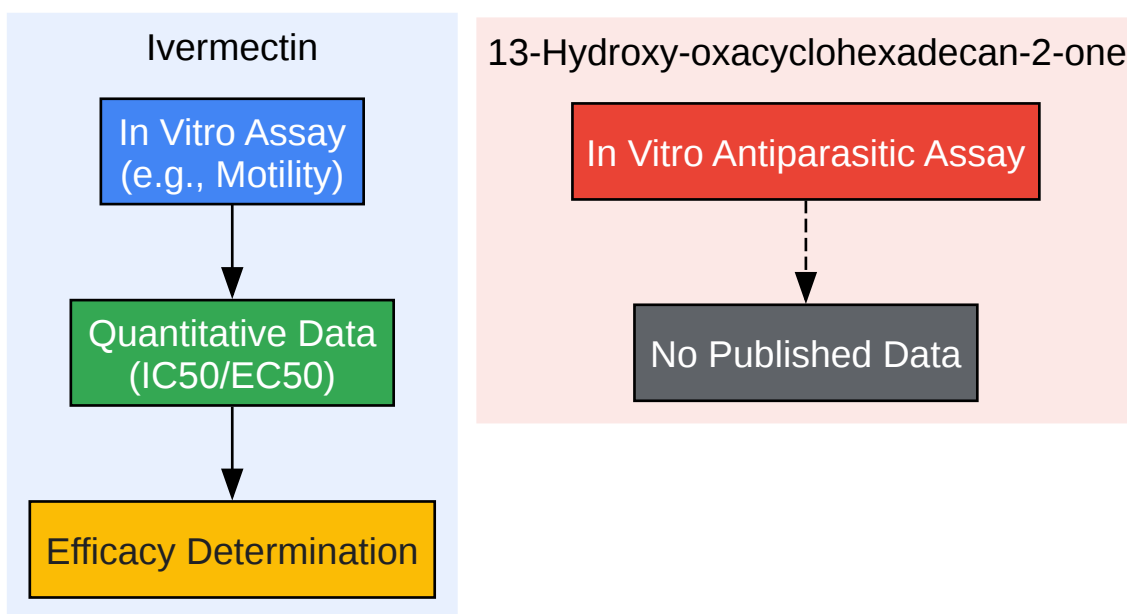 Ivermectin
In Vitro Assay
(e.g., Motility)
Quantitative Data
(IC50/EC50)
Efficacy Determination
13-Hydroxy-oxacyclohexadecan-2-one
In Vitro Antiparasitic Assay
No Published Data